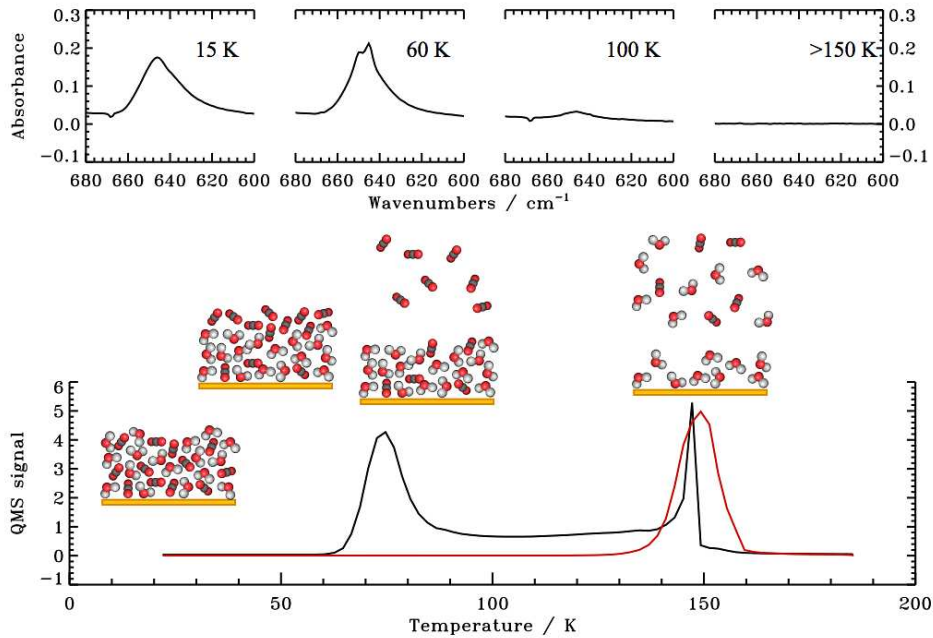 0.3
0.2
0.1
0.0
−0.1
Absorbance
15 K
60 K
100 K
>150 K
0.3
0.2
0.1
0.0
−0.1
680 660 640 620 600
680 660 640 620 600
680 660 640 620 600
680 660 640 620 600
Wavenumbers / cm⁻¹
6
5
4
3
2
1
0
−1
QMS signal
0 50 100 150 200
Temperature / K